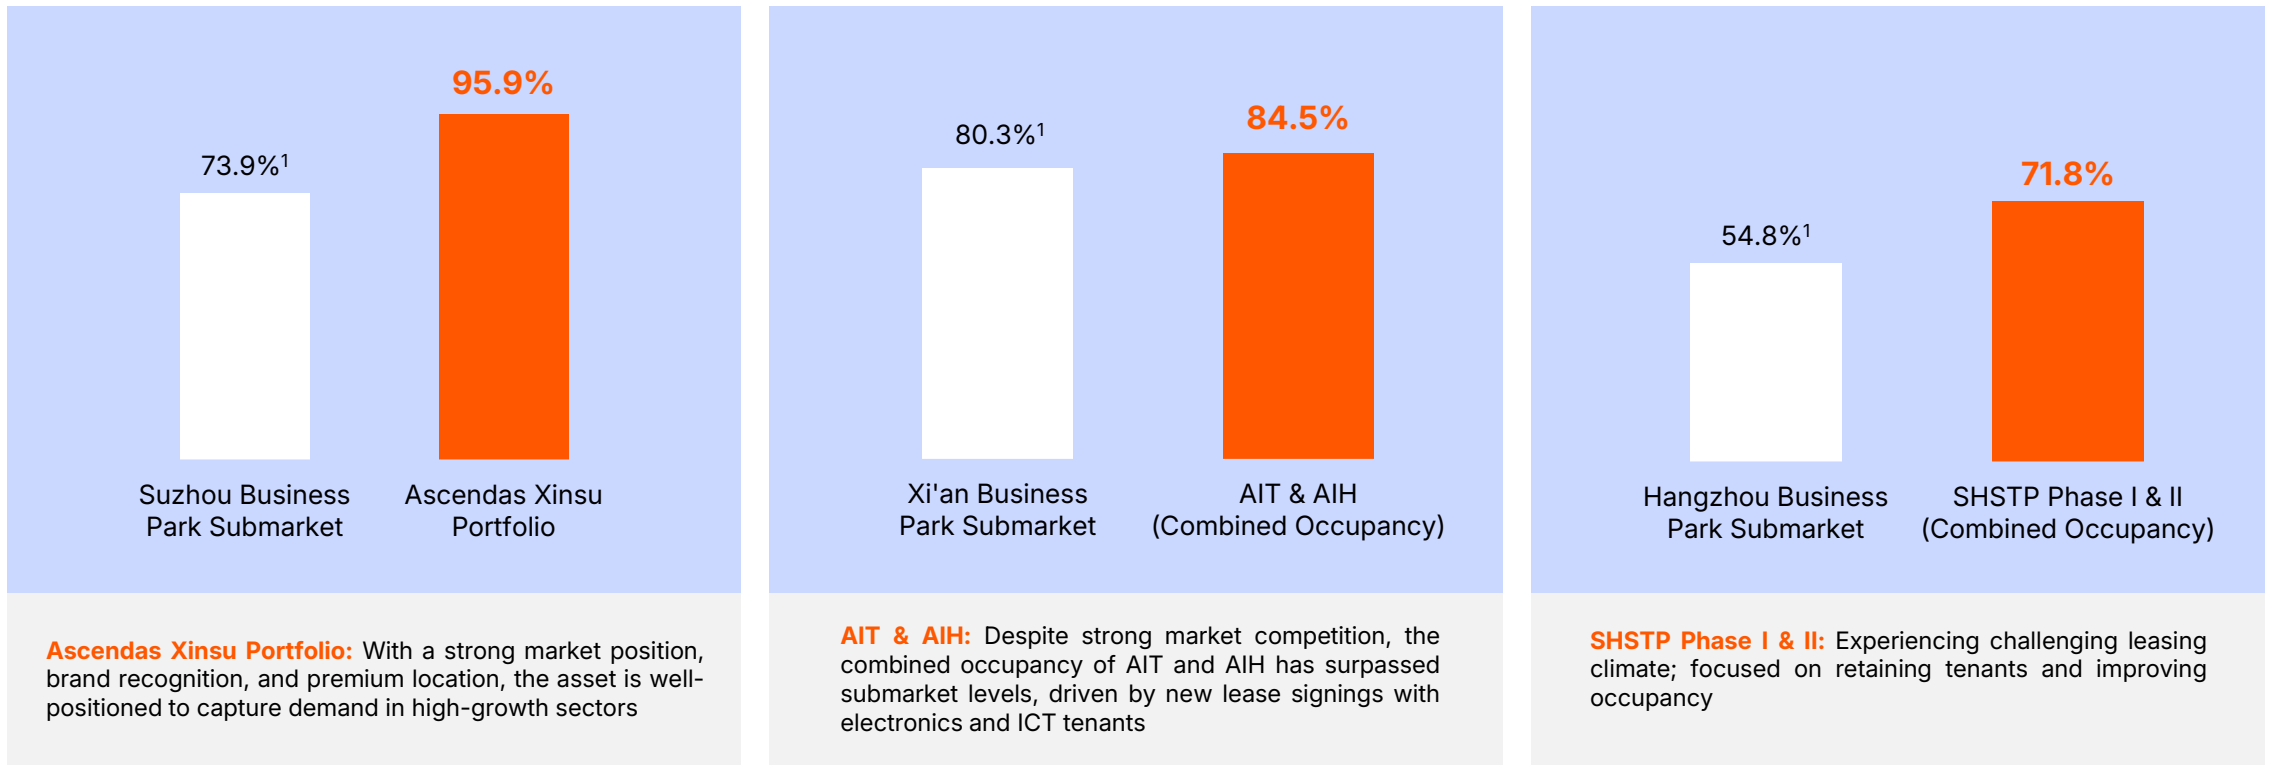 95.9%
73.9%¹
Suzhou Business
Park Submarket
Ascendas Xinsu
Portfolio
Ascendas Xinsu Portfolio: With a strong market position,
brand recognition, and premium location, the asset is well-
positioned to capture demand in high-growth sectors
84.5%
80.3%¹
Xi'an Business
Park Submarket
AIT & AIH
(Combined Occupancy)
AIT & AIH: Despite strong market competition, the
combined occupancy of AIT and AIH has surpassed
submarket levels, driven by new lease signings with
electronics and ICT tenants
71.8%
54.8%¹
Hangzhou Business
Park Submarket
SHSTP Phase I & II
(Combined Occupancy)
SHSTP Phase I & II: Experiencing challenging leasing
climate; focused on retaining tenants and improving
occupancy